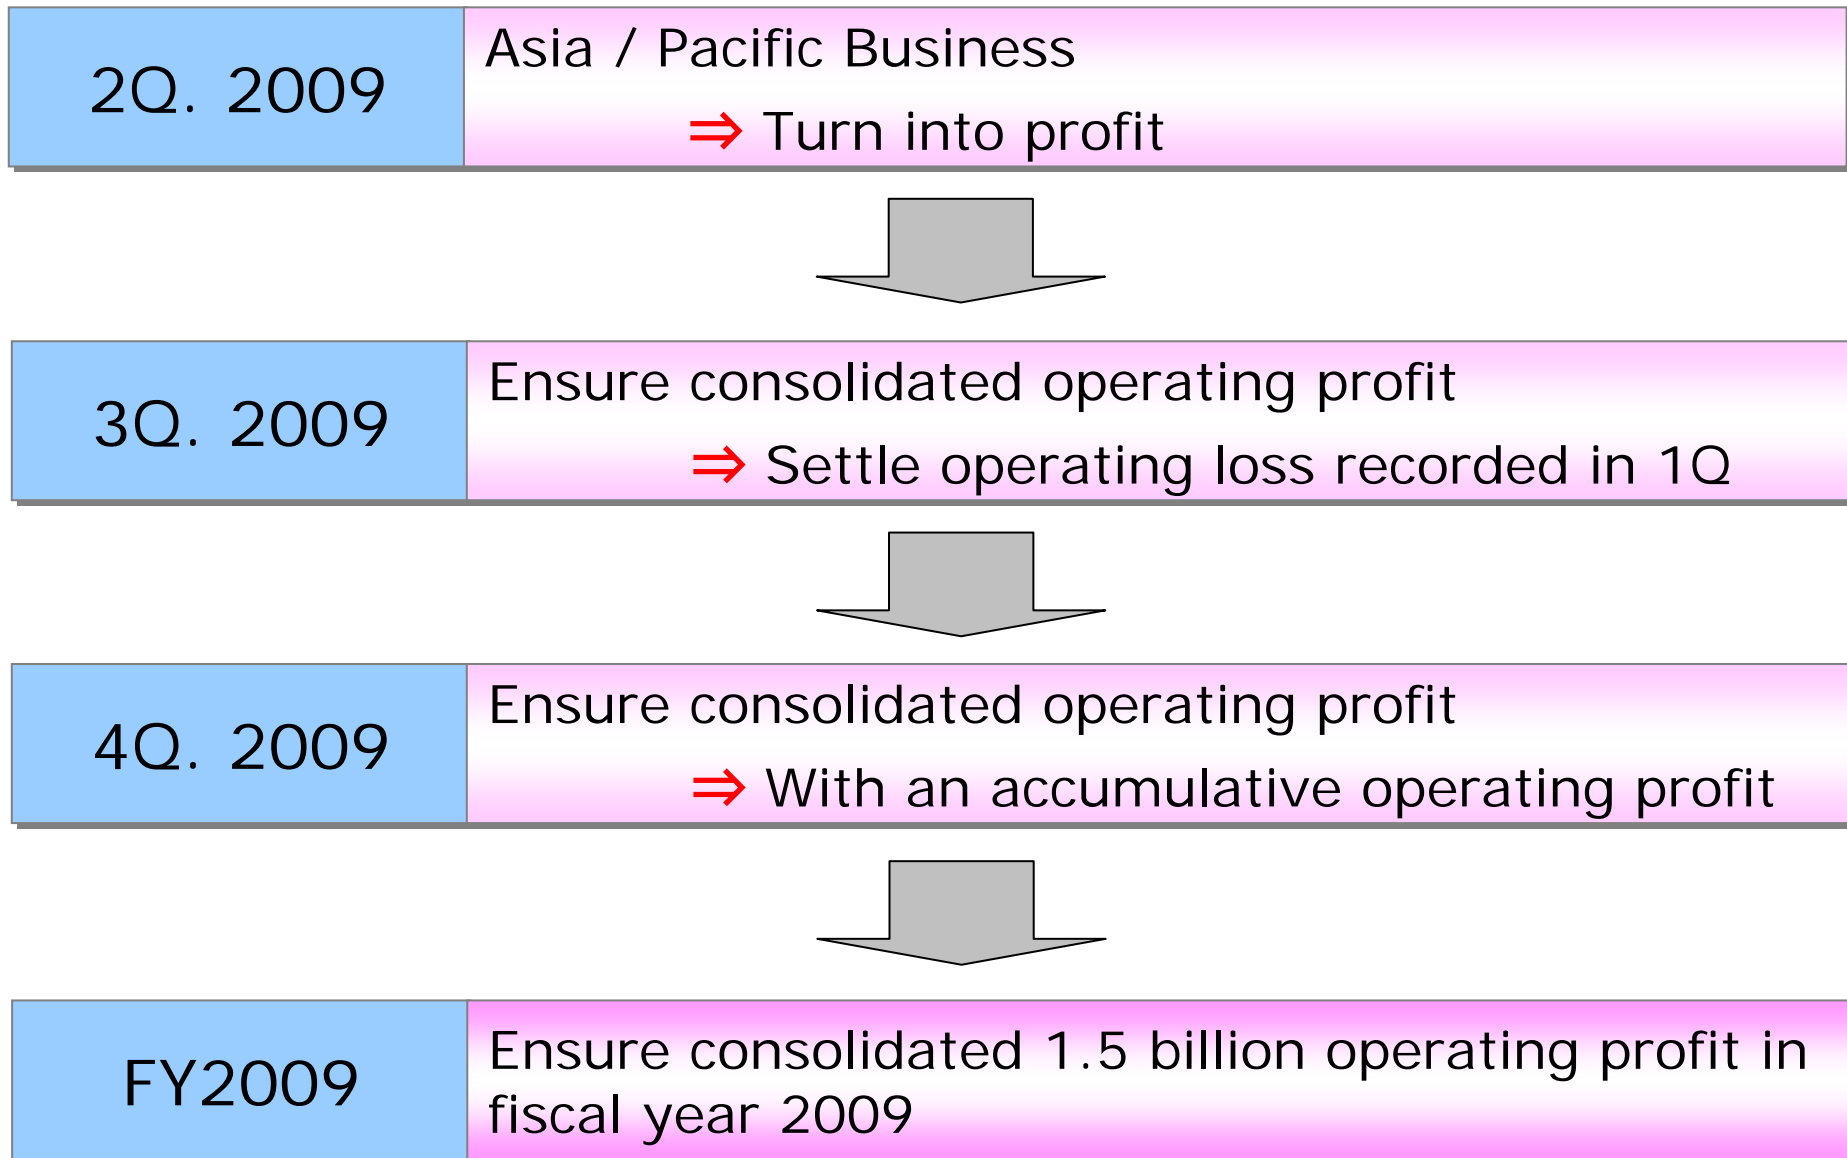 2Q. 2009
Asia / Pacific Business
⇒ Turn into profit
3Q. 2009
Ensure consolidated operating profit
⇒ Settle operating loss recorded in 1Q
4Q. 2009
Ensure consolidated operating profit
⇒ With an accumulative operating profit
FY2009
Ensure consolidated 1.5 billion operating profit in
fiscal year 2009